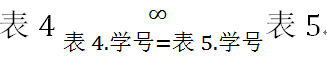 表 4 ∞ 表 5
表 4.学号=表 5.学号